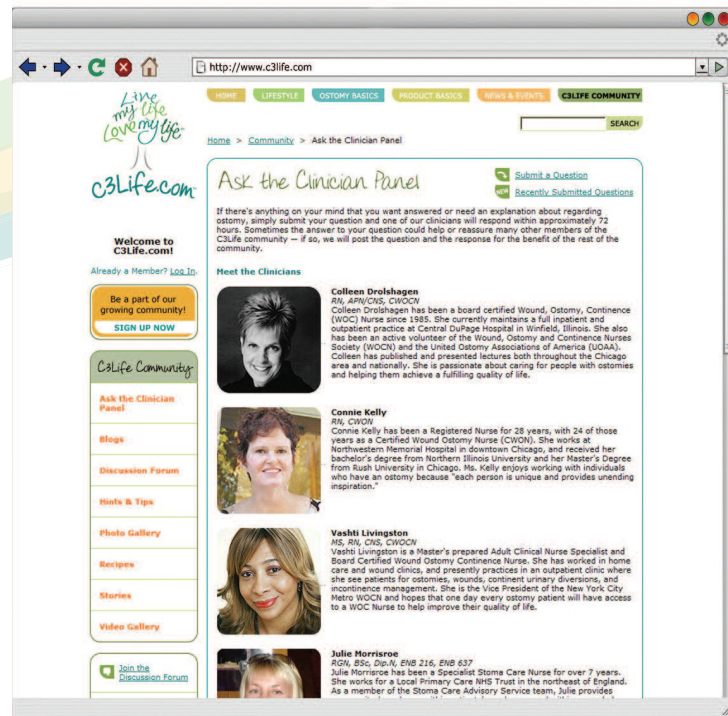 http://www.c3life.com
Live
my life
Love my life
C3Life.com
HOME
LIFESTYLE
OSTOMY BASICS
PRODUCT BASICS
NEWS & EVENTS
C3LIFE COMMUNITY
SEARCH
Home > Community > Ask the Clinician Panel
Welcome to
C3Life.com!
Already a Member? Log In.
Be a part of our
growing community!
SIGN UP NOW
C3Life Community
Ask the Clinician
Panel
Blogs
Discussion Forum
Hints & Tips
Photo Gallery
Recipes
Stories
Video Gallery
Join the
Discussion Forum
Ask the Clinician Panel
Submit a Question
NEW Recently Submitted Questions
If there's anything on your mind that you want answered or need an explanation about regarding
ostomy, simply submit your question and one of our clinicians will respond within approximately 72
hours. Sometimes the answer to your question could help or reassure many other members of the
C3Life community — if so, we will post the question and the response for the benefit of the rest of the
community.
Meet the Clinicians
Colleen Drolshagen
RN, APN/CNS, CWOCN
Colleen Drolshagen has been a board certified Wound, Ostomy, Continence
(WOC) Nurse since 1985. She currently maintains a full inpatient and
outpatient practice at Central DuPage Hospital in Winfield, Illinois. She also
has been an active volunteer of the Wound, Ostomy and Continence Nurses
Society (WOCN) and the United Ostomy Associations of America (UOAA).
Colleen has published and presented lectures both throughout the Chicago
area and nationally. She is passionate about caring for people with ostomies
and helping them achieve a fulfilling quality of life.
Connie Kelly
RN, CWON
Connie Kelly has been a Registered Nurse for 28 years, with 24 of those
years as a Certified Wound Ostomy Nurse (CWON). She works at
Northwestern Memorial Hospital in downtown Chicago, and received her
bachelor's degree from Northern Illinois University and her Master's Degree
from Rush University in Chicago. Ms. Kelly enjoys working with individuals
who have an ostomy because "each person is unique and provides unending
inspiration."
Vashti Livingston
MS, RN, CNS, CWOCN
Vashti Livingston is a Master's prepared Adult Clinical Nurse Specialist and
Board Certified Wound Ostomy Continence Nurse. She has worked in home
care and wound clinics, and presently practices in an outpatient clinic where
she see patients for ostomies, wounds, continent urinary diversions, and
incontinence management. She is the Vice President of the New York City
Metro WOCN and hopes that one day every ostomy patient will have access
to a WOC Nurse to help improve their quality of life.
Julie Morrisroe
RGN, BSc, Dip.N, ENB 216, ENB 637
Julie Morrisroe has been a Specialist Stoma Care Nurse for over 7 years.
She works for a Local Primary Care NHS Trust in the northeast of England.
As a member of the Stoma Care Advisory Service team, Julie provides